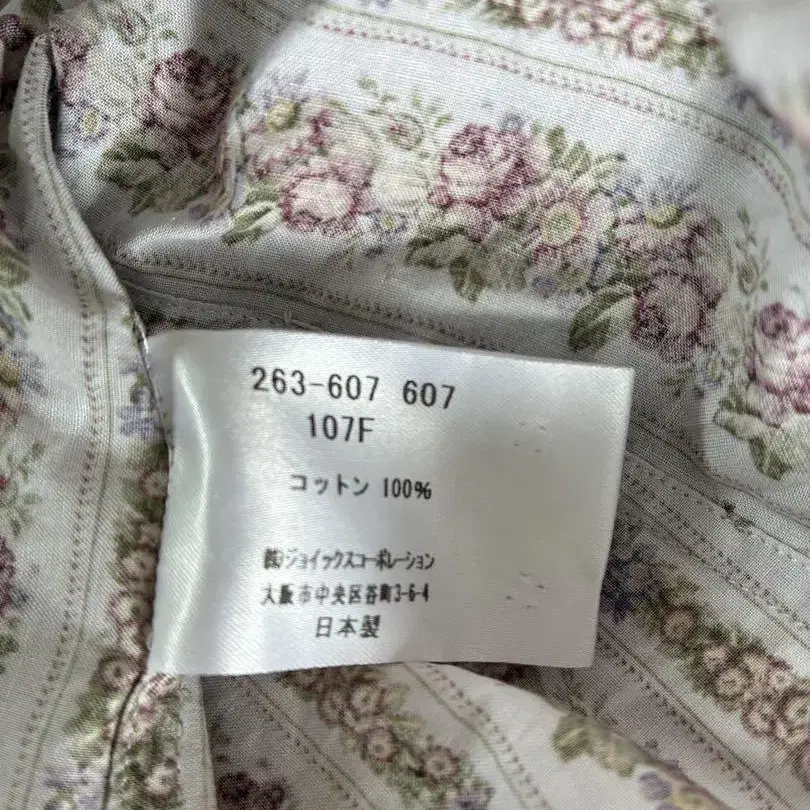 263-607 607
107F
コットン 100%
㈱ジョイックスコーポレーション
大阪市中央区谷町3-6-4
日本製